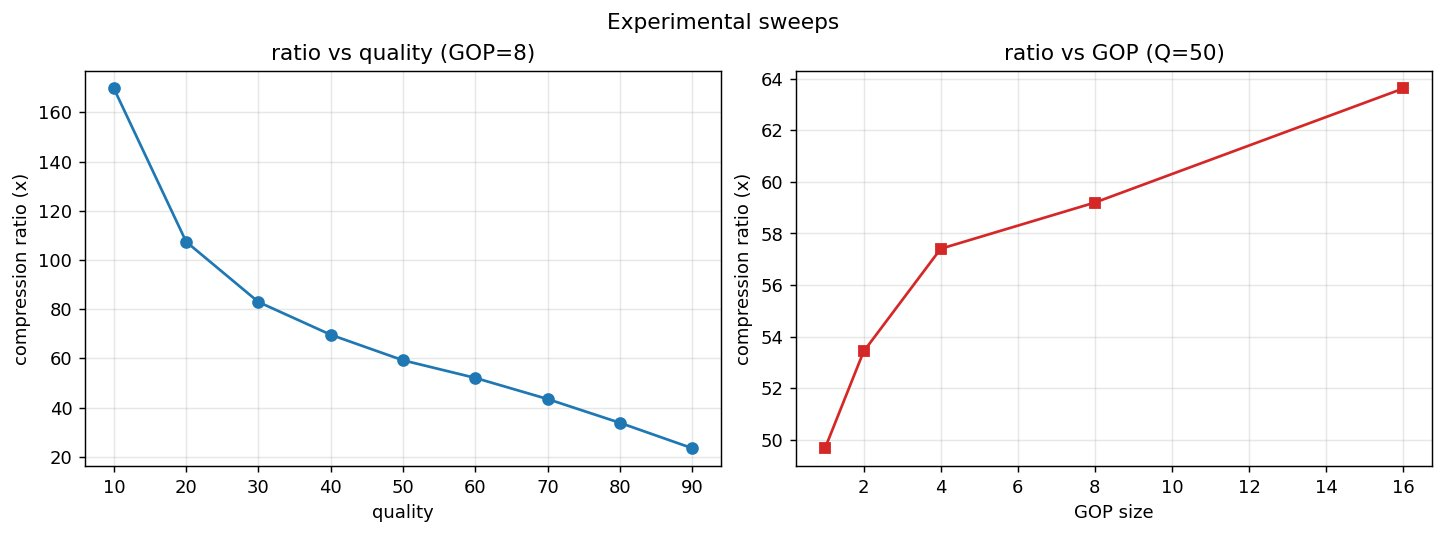 Experimental sweeps
ratio vs quality (GOP=8)
compression ratio (x)
160
140
120
100
80
60
40
20
10 20 30 40 50 60 70 80 90
quality
ratio vs GOP (Q=50)
compression ratio (x)
64
62
60
58
56
54
52
50
2 4 6 8 10 12 14 16
GOP size